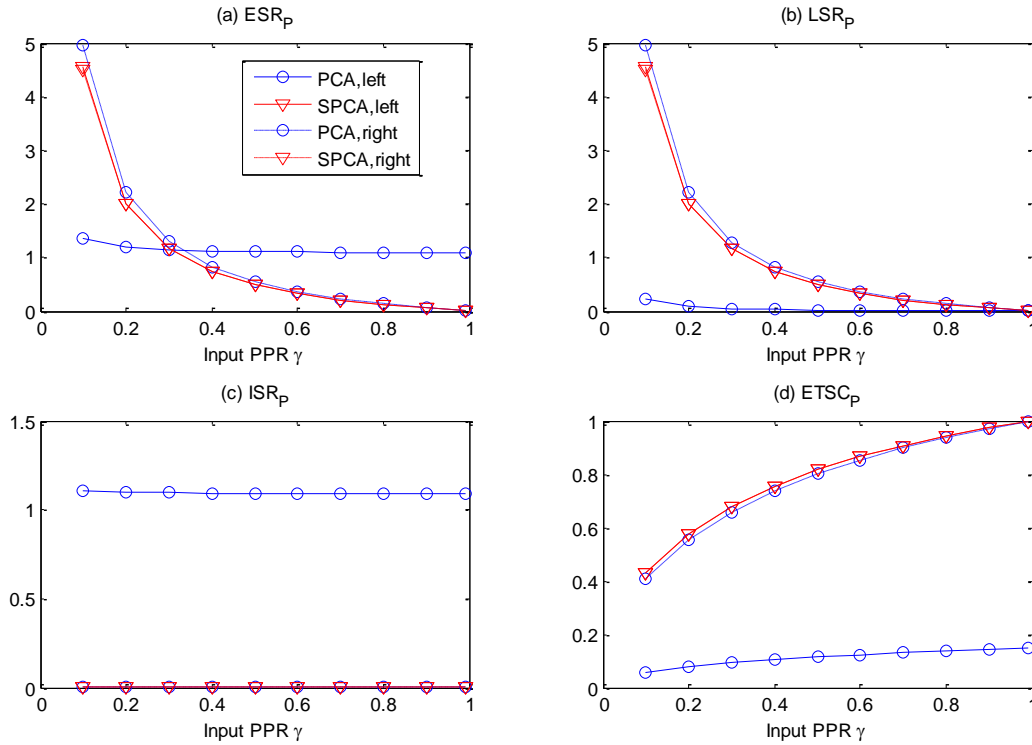 (a) ESR_P
5
4
3
2
1
0
0 0.2 0.4 0.6 0.8 1
Input PPR γ
PCA,left
SPCA,left
PCA,right
SPCA,right
(b) LSR_P
5
4
3
2
1
0
0 0.2 0.4 0.6 0.8 1
Input PPR γ
(c) ISR_P
1.5
1
0.5
0
0 0.2 0.4 0.6 0.8 1
Input PPR γ
(d) ETSC_P
1
0.8
0.6
0.4
0.2
0
0 0.2 0.4 0.6 0.8 1
Input PPR γ